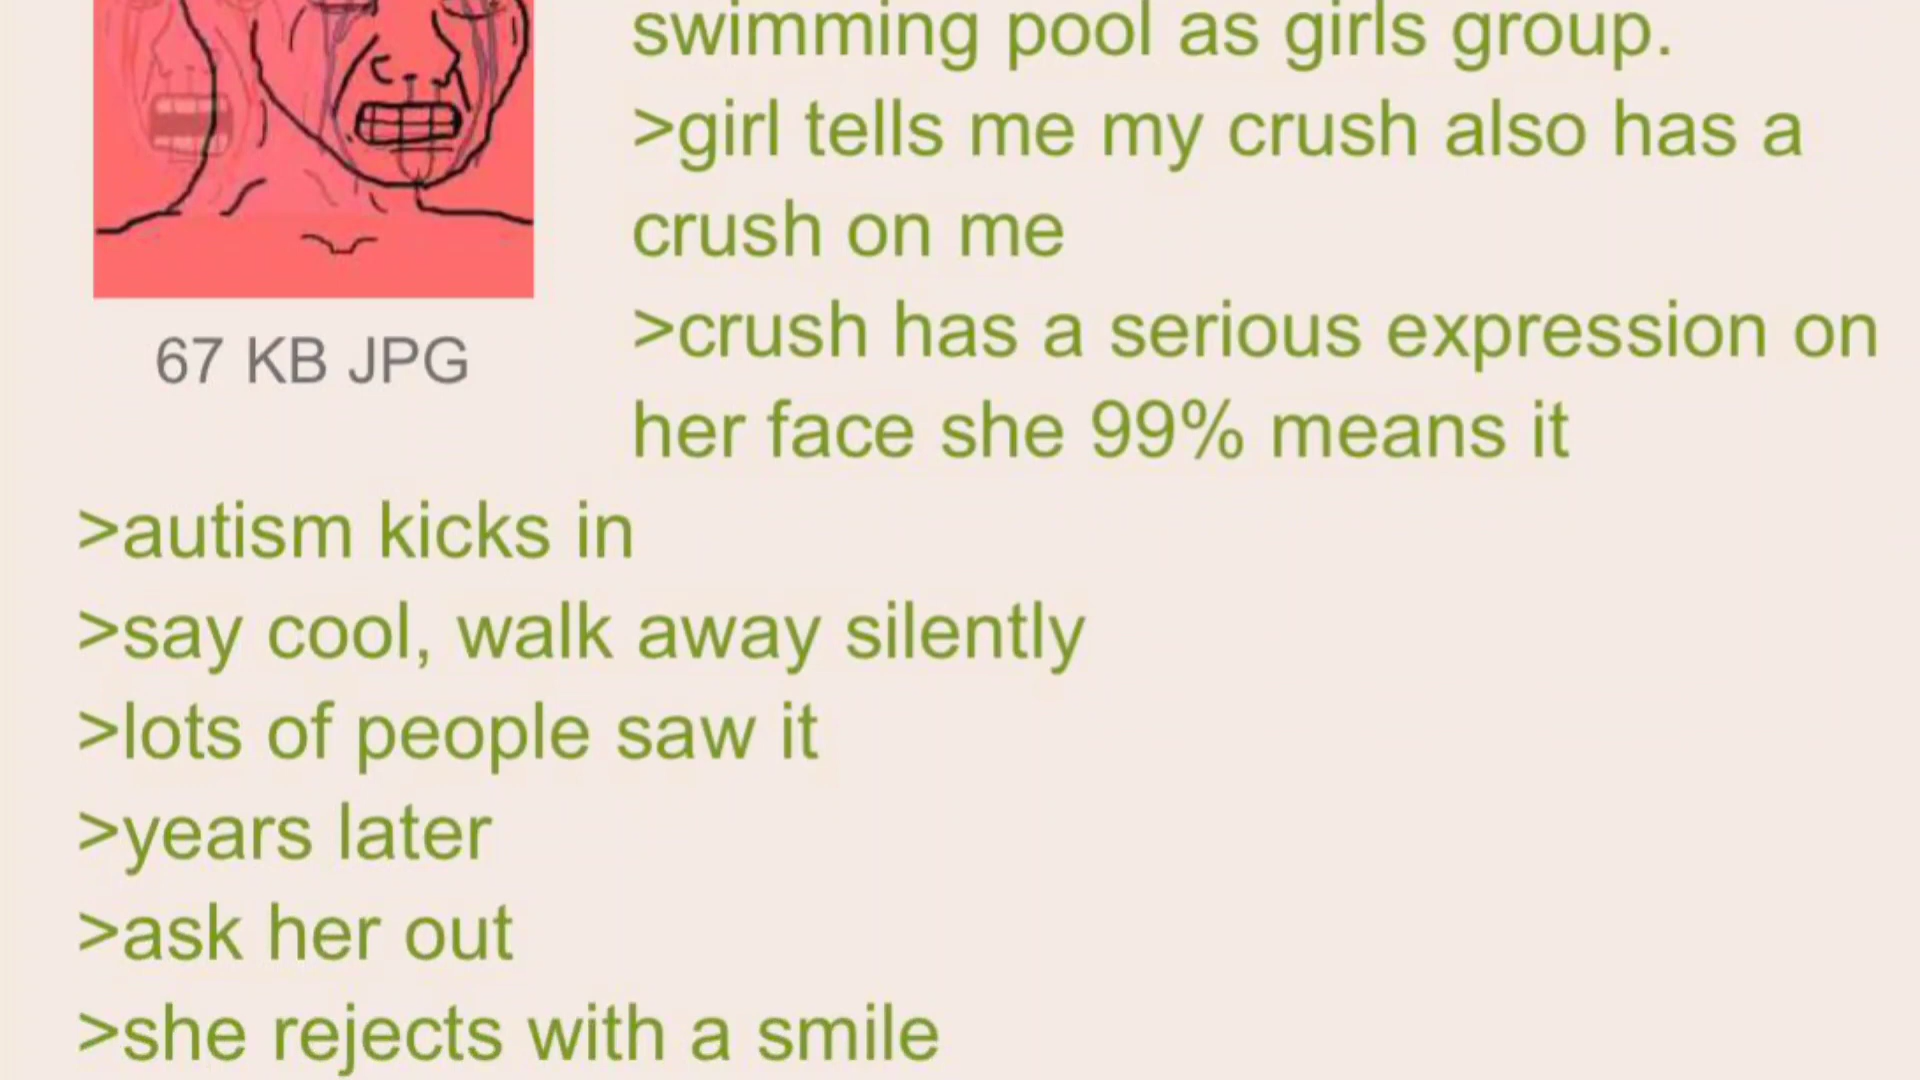 swimming pool as girls group.
>girl tells me my crush also has a
crush on me
>crush has a serious expression on
her face she 99% means it
67 KB JPG
>autism kicks in
>say cool, walk away silently
>lots of people saw it
>years later
>ask her out
>she rejects with a smile